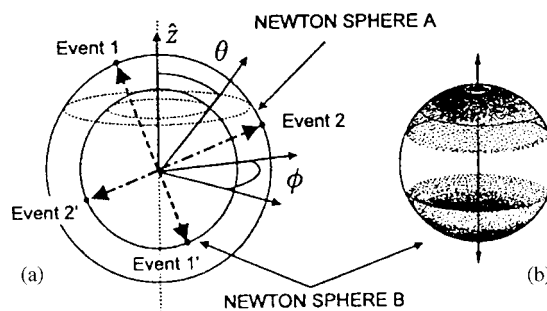 NEWTON SPHERE A
Event 1
ẑ
θ
Event 2
ϕ
Event 2'
Event 1'
(a)
(b)
NEWTON SPHERE B